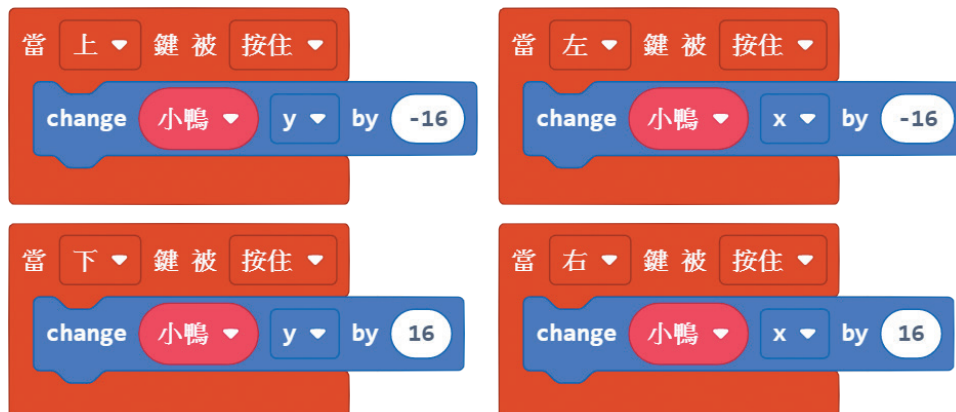 當 上 鍵 被 按住
change 小鴨 y by -16
當 左 鍵 被 按住
change 小鴨 x by -16
當 下 鍵 被 按住
change 小鴨 y by 16
當 右 鍵 被 按住
change 小鴨 x by 16